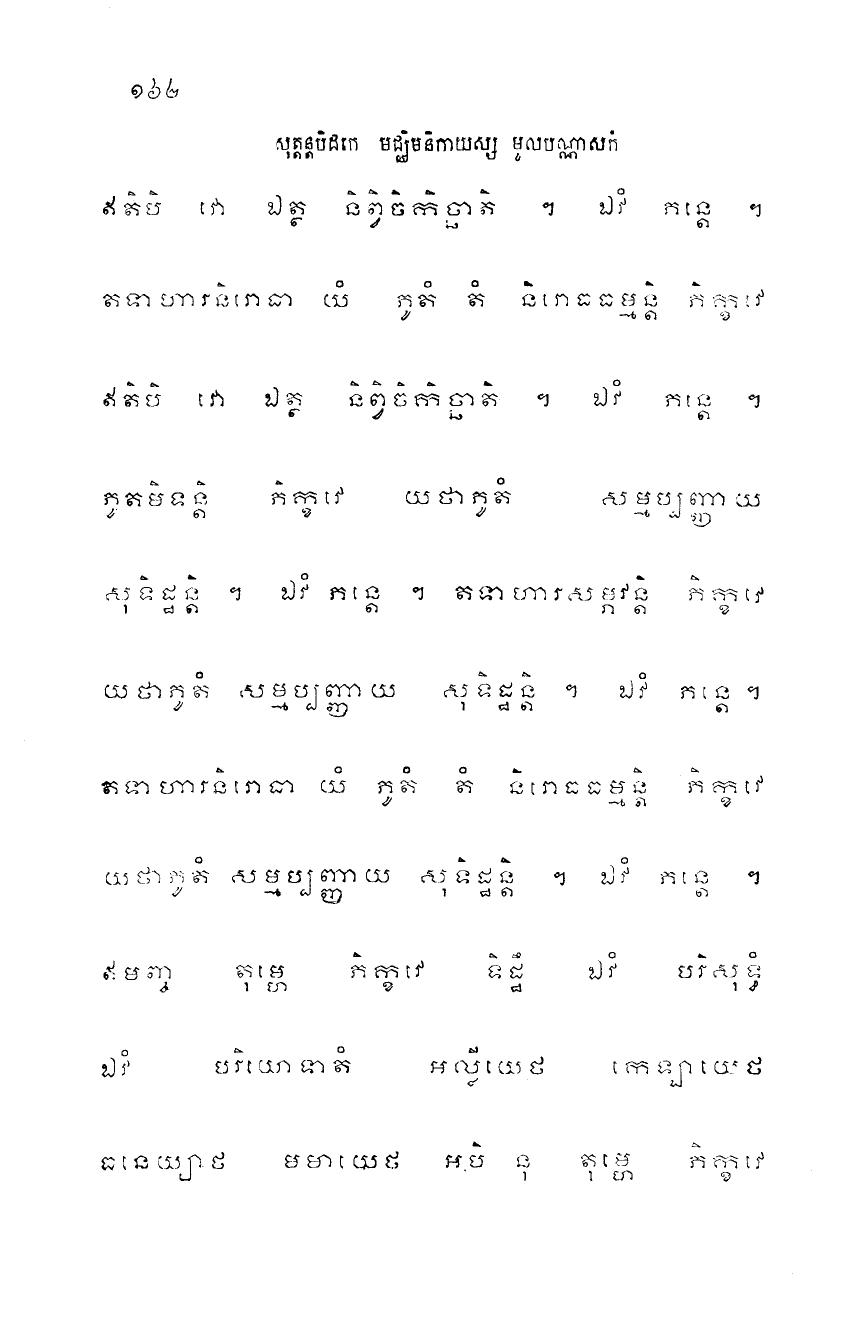 ១៦៤
សុត្តន្តបិដកេ មជ្ឈិមនិកាយស្ស មូលបណ្ណាសកំ
ឥតិបិ វោ ឯត្ថ និព្វិចិកិច្ឆាតិ ។ ឯវំ ភន្តេ ។
តទាហារនិរោធា យំ ភូតំ តំ និរោធធម្មន្តិ ភិក្ខវេ
ឥតិបិ វោ ឯត្ថ និព្វិចិកិច្ឆាតិ ។ ឯវំ ភន្តេ ។
ភូតមិទន្តិ ភិក្ខវេ យថាភូតំ សម្មប្បញ្ញាយ
សុទិដ្ឋន្តិ ។ ឯវំ ភន្តេ ។ តទាហារសម្ភវន្តិ ភិក្ខវេ
យថាភូតំ សម្មប្បញ្ញាយ សុទិដ្ឋន្តិ ។ ឯវំ ភន្តេ ។
តទាហារនិរោធា យំ ភូតំ តំ និរោធធម្មន្តិ ភិក្ខវេ
យថាភូតំ សម្មប្បញ្ញាយ សុទិដ្ឋន្តិ ។ ឯវំ ភន្តេ ។
ឥមញ្ច តុម្ហេ ភិក្ខវេ ទិដ្ឋឹ ឯវំ បរិសុទ្ធំ
ឯវំ បរិយោទាតំ អល្លីយេថ កេឡាយេថ
ធនេយ្យាថ មមាយេថ អបិ នុ តុម្ហេ ភិក្ខវេ